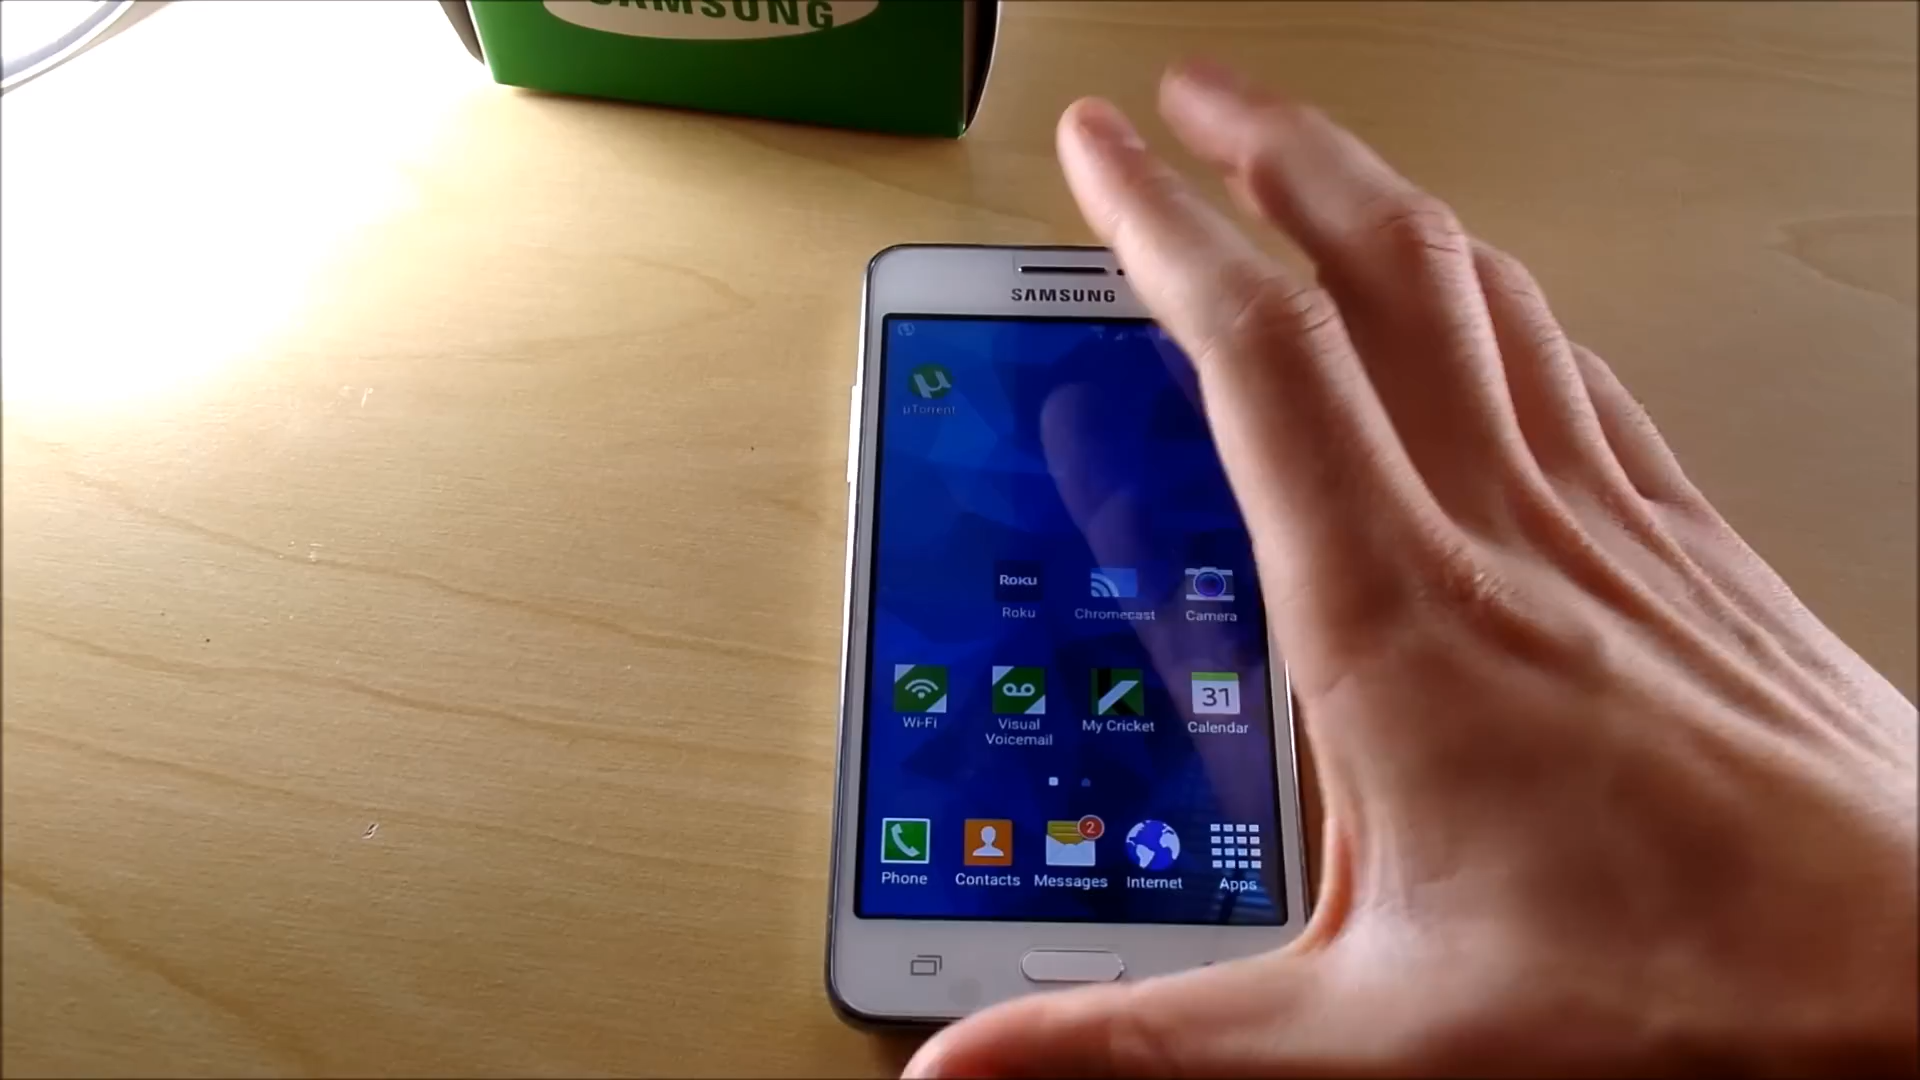 SAMSUNG
SAMSUNG
µ
µTorrent
Roku
Roku
Chromecast
Camera
31
Wi-Fi
Visual
Voicemail
My Cricket
Calendar
2
Phone
Contacts
Messages
Internet
Apps